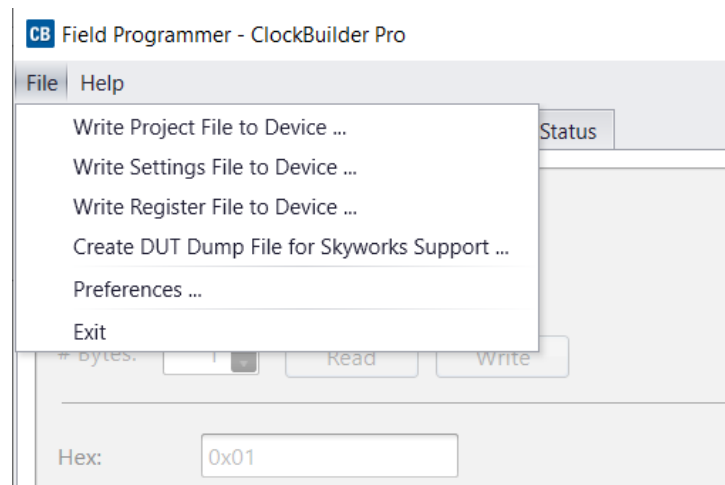 CB Field Programmer - ClockBuilder Pro
File Help
Write Project File to Device ...
Status
Write Settings File to Device ...
Write Register File to Device ...
Create DUT Dump File for Skyworks Support ...
Preferences ...
Exit
# Bytes: 1 Read Write
Hex: 0x01